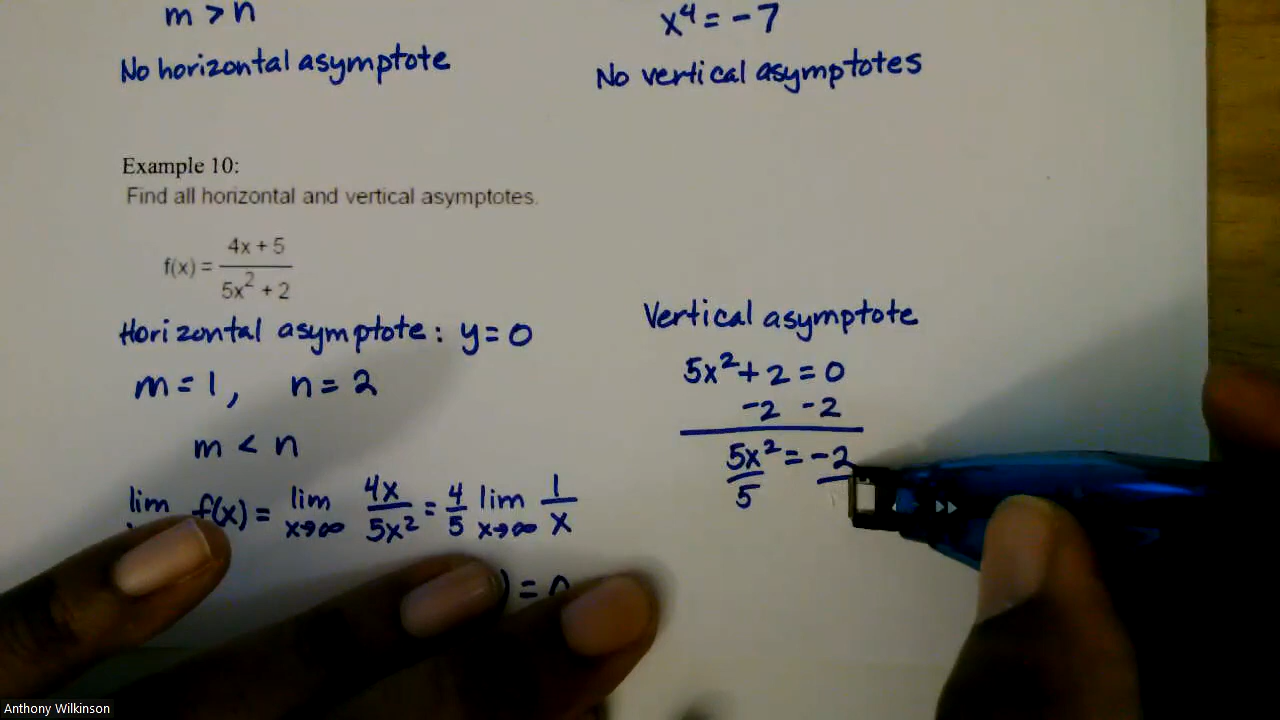 m > n
No horizontal asymptote
x⁴ = -7
No vertical asymptotes
Example 10:
Find all horizontal and vertical asymptotes.
f(x) = (4x + 5)/(5x² + 2)
Horizontal asymptote: y = 0
m = 1, n = 2
m < n
lim f(x) = lim x→∞ 4x/5x² = 4/5 lim x→∞ 1/x
) = 0
Vertical asymptote
5x² + 2 = 0
-2 -2
5x² = -2
5
Anthony Wilkinson